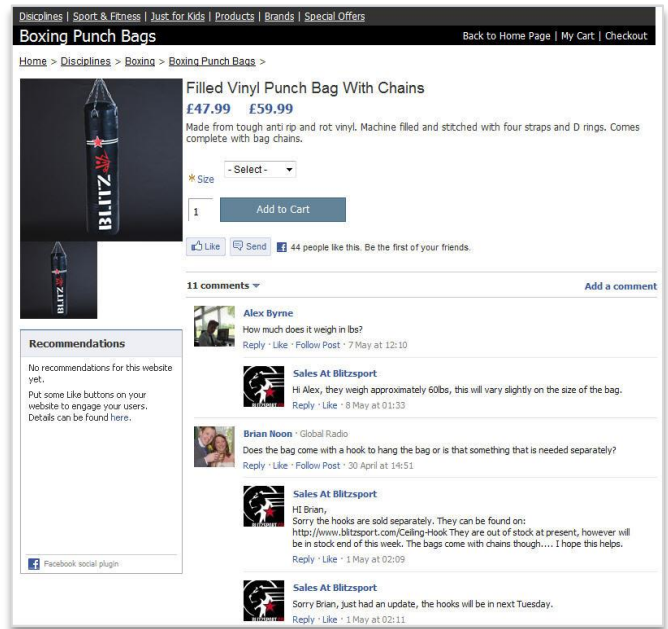 Disicplines | Sport & Fitness | Just for Kids | Products | Brands | Special Offers
Boxing Punch Bags
Back to Home Page | My Cart | Checkout
Home > Disciplines > Boxing > Boxing Punch Bags >
BLITZ
BLITZ
Filled Vinyl Punch Bag With Chains
£47.99 £59.99
Made from tough anti rip and rot vinyl. Machine filled and stitched with four straps and D rings. Comes
complete with bag chains.
* Size
- Select -
1
Add to Cart
Like
Send
44 people like this. Be the first of your friends.
11 comments
Add a comment
Alex Byrne
How much does it weigh in lbs?
Reply · Like · Follow Post · 7 May at 12:10
Sales At Blitzsport
Hi Alex, they weigh approximately 60lbs, this will vary slightly on the size of the bag.
Reply · Like · 8 May at 01:33
Brian Noon · Global Radio
Does the bag come with a hook to hang the bag or is that something that is needed separately?
Reply · Like · Follow Post · 30 April at 14:51
Sales At Blitzsport
HI Brian,
Sorry the hooks are sold separately. They can be found on:
http://www.blitzsport.com/Ceiling-Hook They are out of stock at present, however will
be in stock end of this week. The bags come with chains though.... I hope this helps.
Reply · Like · 1 May at 02:09
Sales At Blitzsport
Sorry Brian, just had an update, the hooks will be in next Tuesday.
Reply · Like · 1 May at 02:11
Recommendations
No recommendations for this website
yet.
Put some Like buttons on your
website to engage your users.
Details can be found here.
Facebook social plugin